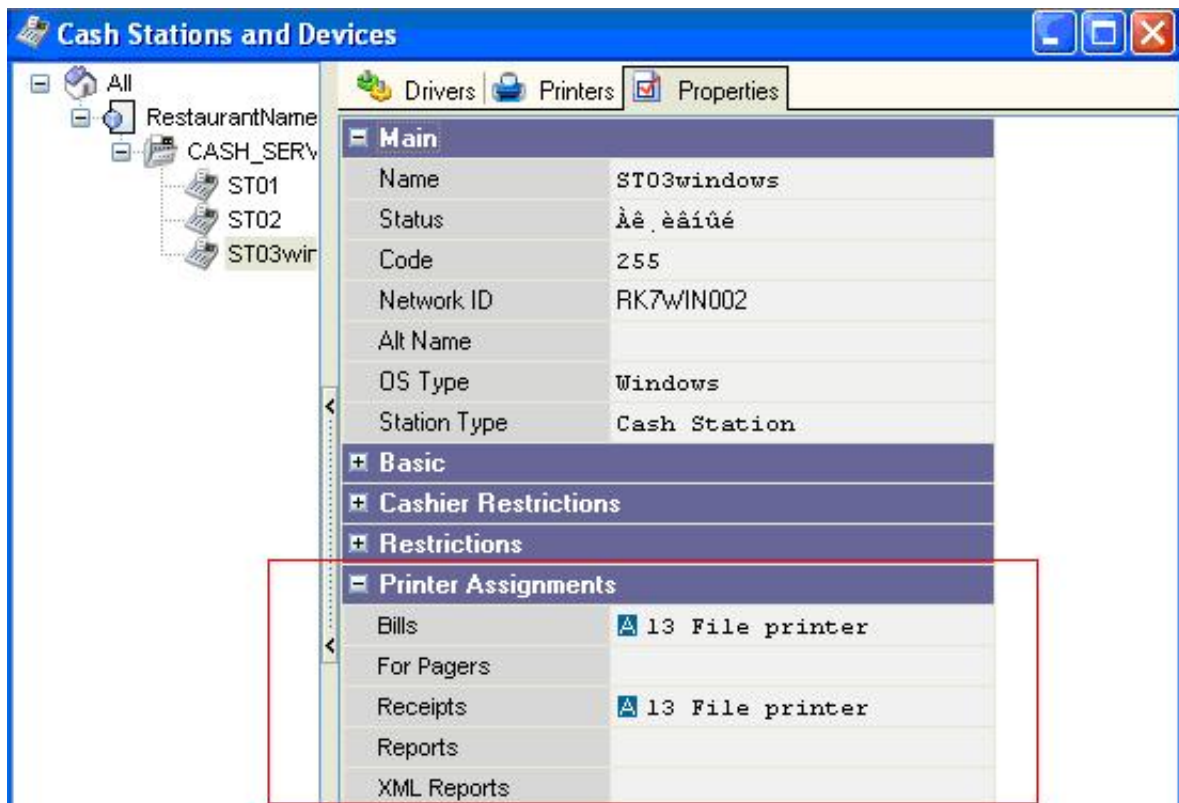 Cash Stations and Devices
All
RestaurantName
CASH_SERV
ST01
ST02
ST03wir
Drivers Printers Properties
Main
Name ST03windows
Status Àê¸èâíûé
Code 255
Network ID RK7WIN002
Alt Name
OS Type Windows
Station Type Cash Station
Basic
Cashier Restrictions
Restrictions
Printer Assignments
Bills A 13 File printer
For Pagers
Receipts A 13 File printer
Reports
XML Reports